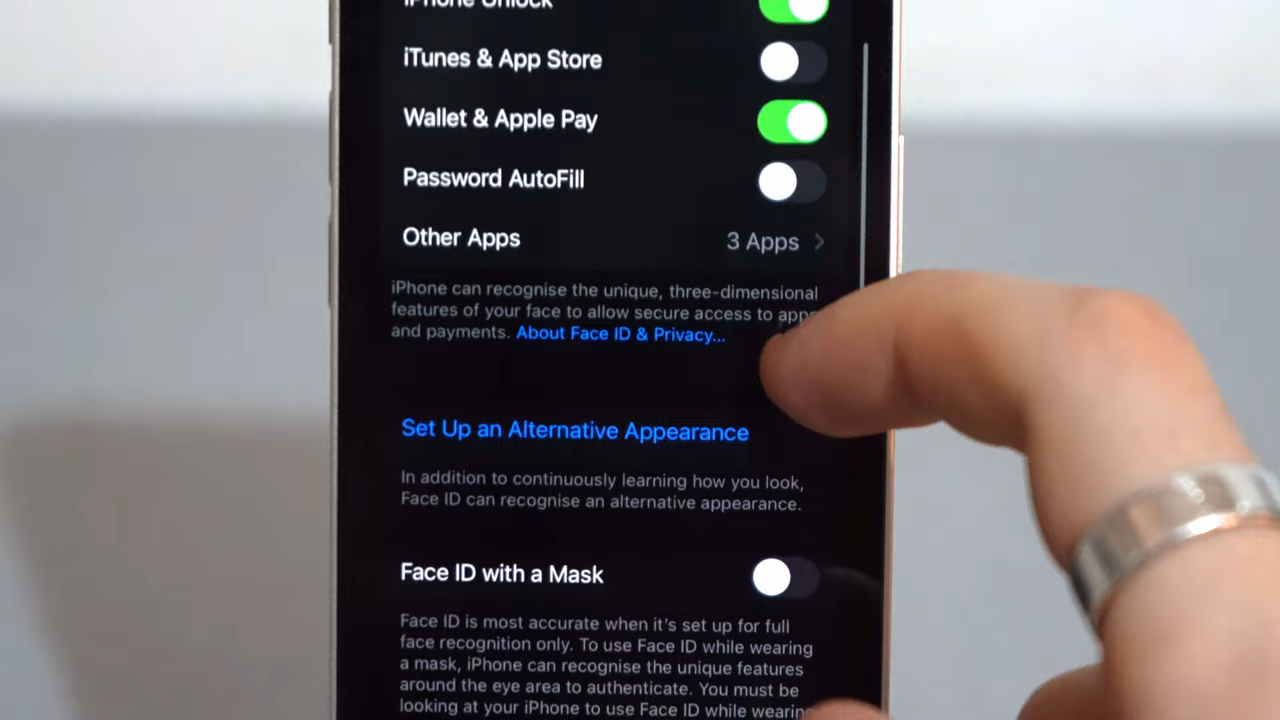 iPhone Unlock
iTunes & App Store
Wallet & Apple Pay
Password AutoFill
Other Apps 3 Apps
iPhone can recognise the unique, three-dimensional
features of your face to allow secure access to apps
and payments. About Face ID & Privacy...
Set Up an Alternative Appearance
In addition to continuously learning how you look,
Face ID can recognise an alternative appearance.
Face ID with a Mask
Face ID is most accurate when it's set up for full
face recognition only. To use Face ID while wearing
a mask, iPhone can recognise the unique features
around the eye area to authenticate. You must be
looking at your iPhone to use Face ID while wearing